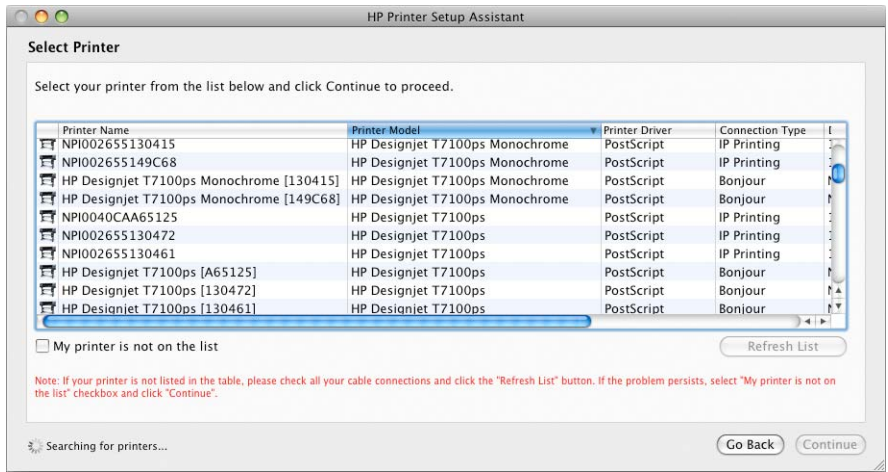 HP Printer Setup Assistant
Select Printer
Select your printer from the list below and click Continue to proceed.
Printer Name Printer Model Printer Driver Connection Type
NPI002655130415 HP Designjet T7100ps Monochrome PostScript IP Printing
NPI002655149C68 HP Designjet T7100ps Monochrome PostScript IP Printing
HP Designjet T7100ps Monochrome [130415] HP Designjet T7100ps Monochrome PostScript Bonjour
HP Designjet T7100ps Monochrome [149C68] HP Designjet T7100ps Monochrome PostScript Bonjour
NPI0040CAA65125 HP Designjet T7100ps PostScript IP Printing
NPI002655130472 HP Designjet T7100ps PostScript IP Printing
NPI002655130461 HP Designjet T7100ps PostScript IP Printing
HP Designjet T7100ps [A65125] HP Designjet T7100ps PostScript Bonjour
HP Designjet T7100ps [130472] HP Designjet T7100ps PostScript Bonjour
HP Designjet T7100ps [130461] HP Designjet T7100ps PostScript Bonjour
My printer is not on the list Refresh List
Note: If your printer is not listed in the table, please check all your cable connections and click the "Refresh List" button. If the problem persists, select "My printer is not on
the list" checkbox and click "Continue".
Searching for printers... Go Back Continue